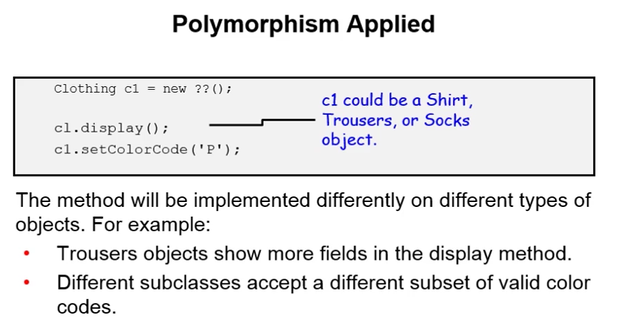 Polymorphism Applied
Clothing c1 = new ??();
c1 could be a Shirt,
cl.display();
Trousers, or Socks
c1.setColorCode('P');
object.
The method will be implemented differently on different types of
objects. For example:
• Trousers objects show more fields in the display method.
• Different subclasses accept a different subset of valid color
codes.